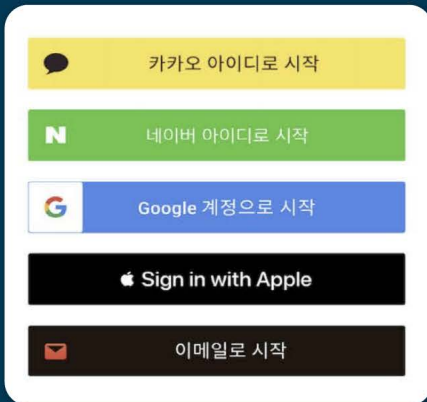 카카오 아이디로 시작
네이버 아이디로 시작
Google 계정으로 시작
Sign in with Apple
이메일로 시작